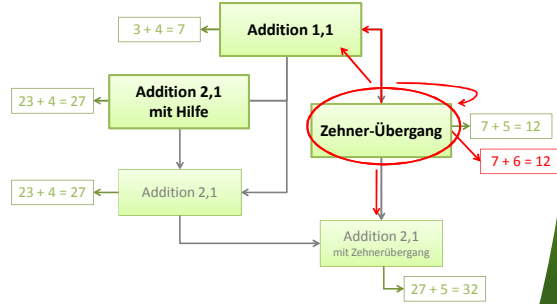 3 + 4 = 7
Addition 1,1
Addition 2,1
mit Hilfe
23 + 4 = 27
Zehner-Übergang
7 + 5 = 12
7 + 6 = 12
23 + 4 = 27
Addition 2,1
Addition 2,1
mit Zehnerübergang
27 + 5 = 32